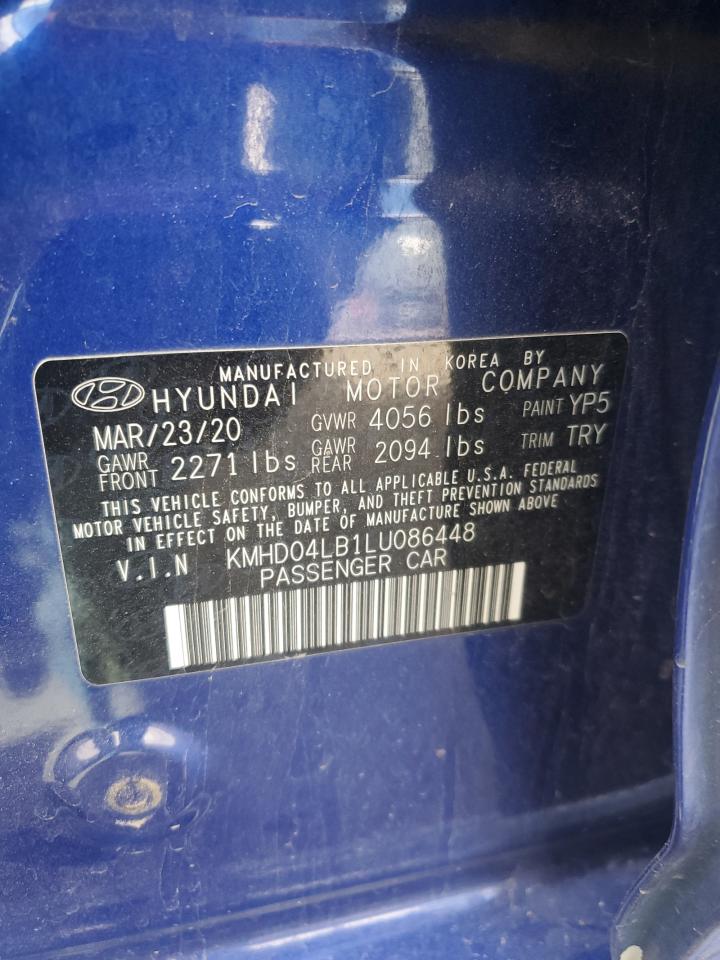 MANUFACTURED IN KOREA BY
HYUNDAI MOTOR COMPANY
MAR/23/20 GVWR 4056 lbs PAINT YP5
GAWR FRONT 2271 lbs GAWR REAR 2094 lbs TRIM TRY
THIS VEHICLE CONFORMS TO ALL APPLICABLE U.S.A. FEDERAL
MOTOR VEHICLE SAFETY, BUMPER, AND THEFT PREVENTION STANDARDS
IN EFFECT ON THE DATE OF MANUFACTURE SHOWN ABOVE
V.I.N KMHD04LB1LU086448
PASSENGER CAR